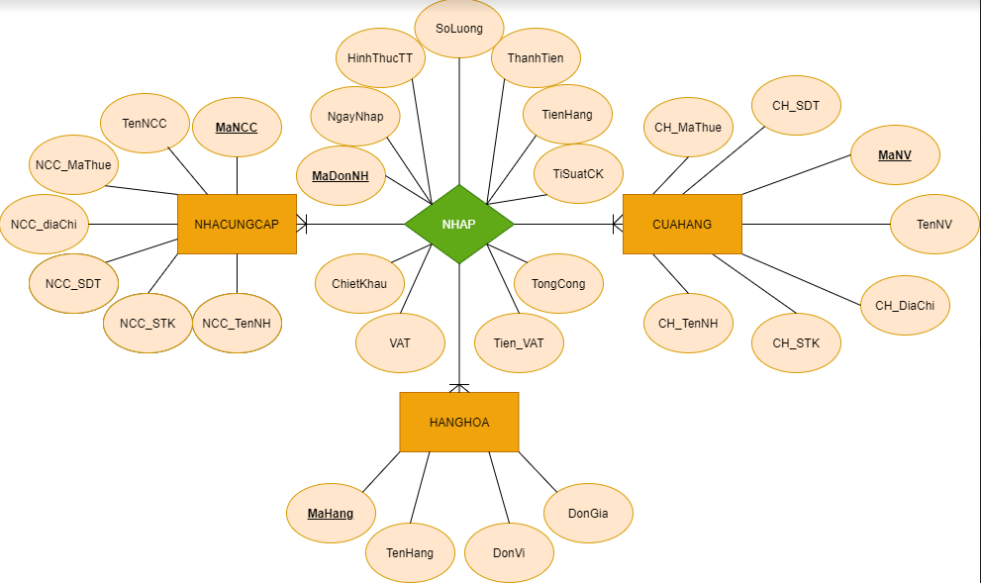 SoLuong
HinhThucTT
ThanhTien
NgayNhap
TienHang
MaDonNH
TiSuatCK
TenNCC
MaNCC
NCC_MaThue
NCC_diaChi
NHACUNGCAP
NCC_SDT
NCC_STK
NCC_TenNH
NHAP
ChietKhau
TongCong
VAT
Tien_VAT
CH_SDT
CH_MaThue
MaNV
CUAHANG
TenNV
CH_DiaChi
CH_TenNH
CH_STK
HANGHOA
MaHang
DonGia
TenHang
DonVi